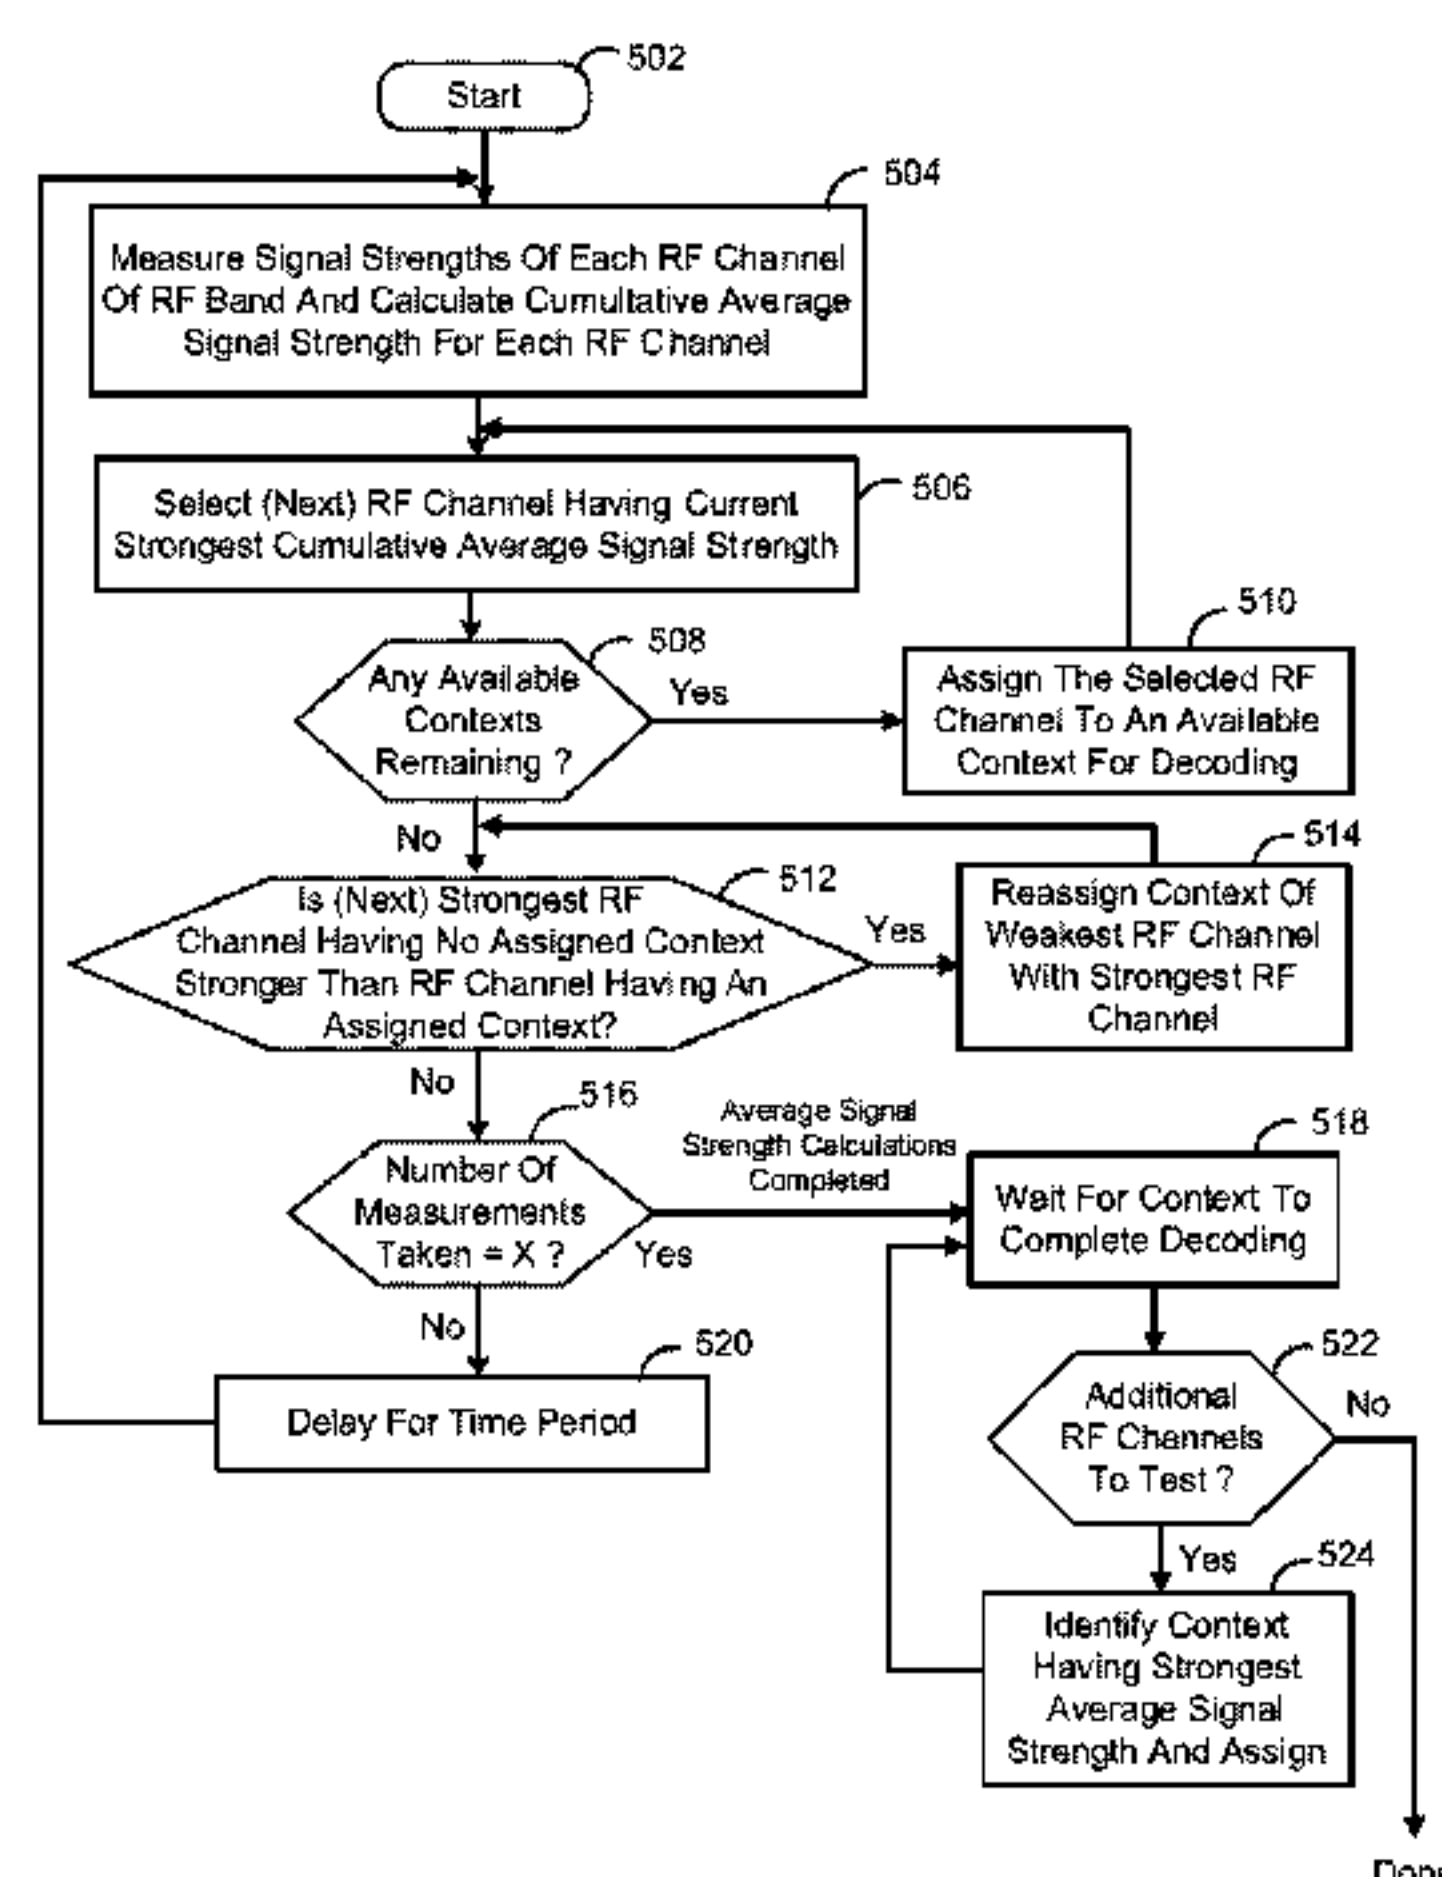 502
Start
504
Measure Signal Strengths Of Each RF Channel
Of RF Band And Calculate Cumultative Average
Signal Strength For Each RF Channel
Select (Next) RF Channel Having Current
Strongest Cumulative Average Signal Strength
506
508
Any Available
Contexts
Remaining ?
Yes
510
Assign The Selected RF
Channel To An Available
Context For Decoding
No
512
Is (Next) Strongest RF
Channel Having No Assigned Context
Stronger Than RF Channel Having An
Assigned Context?
Yes
514
Reassign Context Of
Weakest RF Channel
With Strongest RF
Channel
No
516
Number Of
Measurements
Taken = X ?
Yes
Average Signal
Strength Calculations
Completed
518
Wait For Context To
Complete Decoding
No
520
Delay For Time Period
522
Additional
RF Channels
To Test ?
No
Yes
524
Identify Context
Having Strongest
Average Signal
Strength And Assign